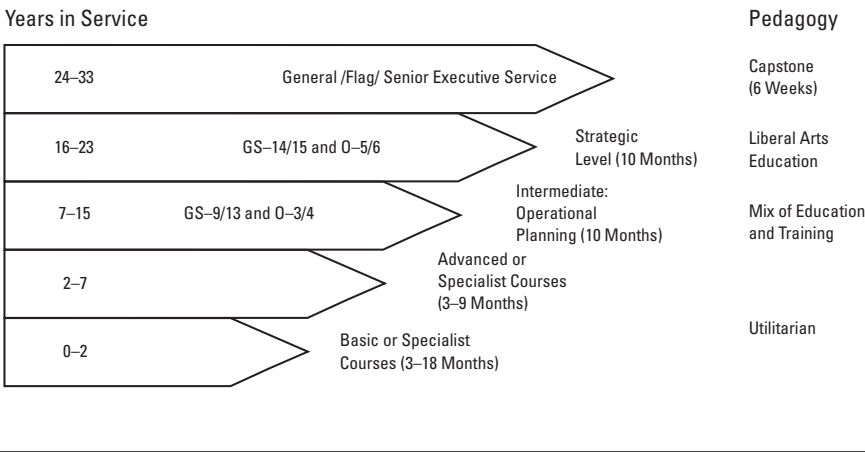 Years in Service
Pedagogy
24–33
General /Flag/ Senior Executive Service
Capstone
(6 Weeks)
16–23
GS–14/15 and O–5/6
Strategic
Level (10 Months)
Liberal Arts
Education
7–15
GS–9/13 and O–3/4
Intermediate:
Operational
Planning (10 Months)
Mix of Education
and Training
2–7
Advanced or
Specialist Courses
(3–9 Months)
Utilitarian
0–2
Basic or Specialist
Courses (3–18 Months)